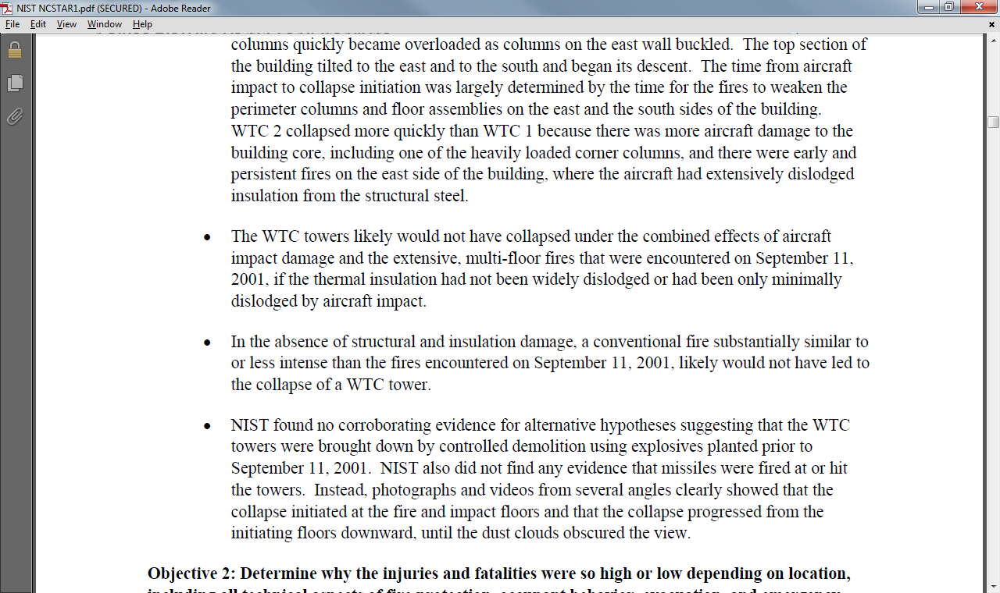 NIST NCSTAR1.pdf (SECURED) - Adobe Reader
File Edit View Window Help
columns quickly became overloaded as columns on the east wall buckled. The top section of
the building tilted to the east and to the south and began its descent. The time from aircraft
impact to collapse initiation was largely determined by the time for the fires to weaken the
perimeter columns and floor assemblies on the east and the south sides of the building.
WTC 2 collapsed more quickly than WTC 1 because there was more aircraft damage to the
building core, including one of the heavily loaded corner columns, and there were early and
persistent fires on the east side of the building, where the aircraft had extensively dislodged
insulation from the structural steel.
• The WTC towers likely would not have collapsed under the combined effects of aircraft
impact damage and the extensive, multi-floor fires that were encountered on September 11,
2001, if the thermal insulation had not been widely dislodged or had been only minimally
dislodged by aircraft impact.
• In the absence of structural and insulation damage, a conventional fire substantially similar to
or less intense than the fires encountered on September 11, 2001, likely would not have led to
the collapse of a WTC tower.
• NIST found no corroborating evidence for alternative hypotheses suggesting that the WTC
towers were brought down by controlled demolition using explosives planted prior to
September 11, 2001. NIST also did not find any evidence that missiles were fired at or hit
the towers. Instead, photographs and videos from several angles clearly showed that the
collapse initiated at the fire and impact floors and that the collapse progressed from the
initiating floors downward, until the dust clouds obscured the view.
Objective 2: Determine why the injuries and fatalities were so high or low depending on location,
including all technical aspects of fire protection, occupant behavior, evacuation, and emergency